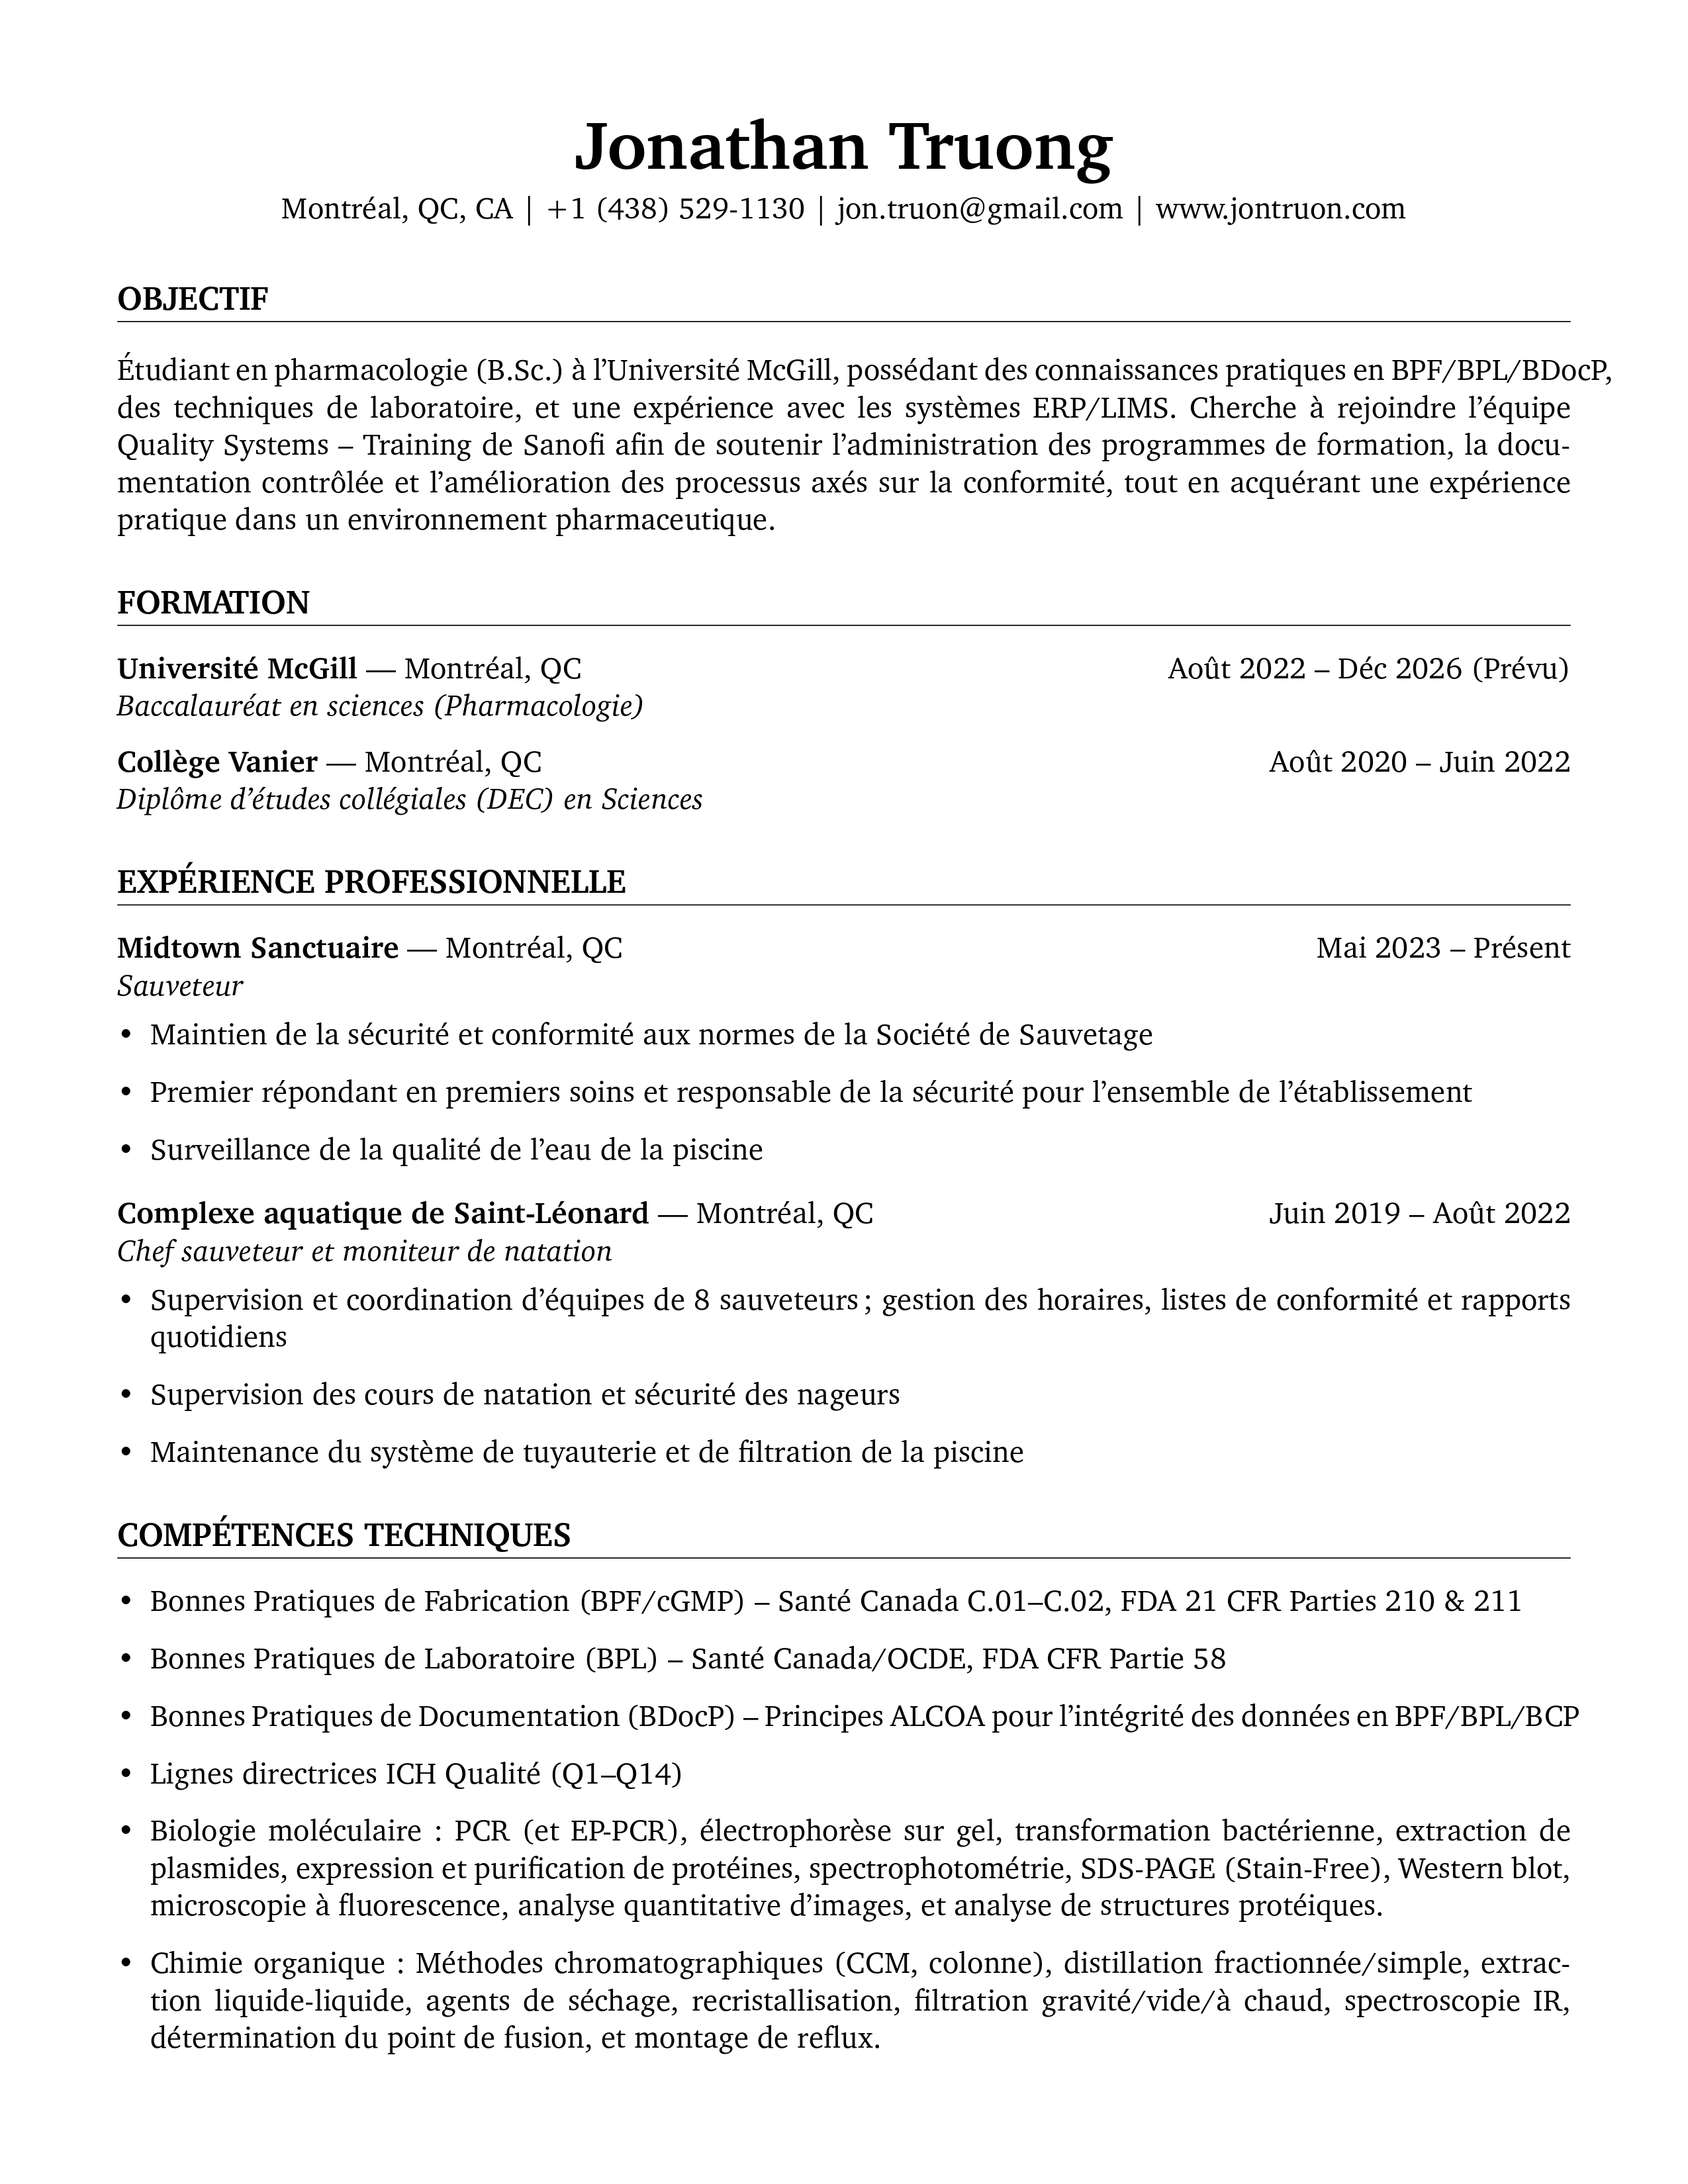 Jonathan Truong
Montréal, QC, CA | +1 (438) 529-1130 | jon.truon@gmail.com | www.jontruon.com
OBJECTIF
Étudiant en pharmacologie (B.Sc.) à l’Université McGill, possédant des connaissances pratiques en BPF/BPL/BDocP,
des techniques de laboratoire, et une expérience avec les systèmes ERP/LIMS. Cherche à rejoindre l’équipe
Quality Systems – Training de Sanofi afin de soutenir l’administration des programmes de formation, la docu-
mentation contrôlée et l’amélioration des processus axés sur la conformité, tout en acquérant une expérience
pratique dans un environnement pharmaceutique.
FORMATION
Université McGill — Montréal, QC Août 2022 – Déc 2026 (Prévu)
Baccalauréat en sciences (Pharmacologie)
Collège Vanier — Montréal, QC Août 2020 – Juin 2022
Diplôme d’études collégiales (DEC) en Sciences
EXPÉRIENCE PROFESSIONNELLE
Midtown Sanctuaire — Montréal, QC Mai 2023 – Présent
Sauveteur
• Maintien de la sécurité et conformité aux normes de la Société de Sauvetage
• Premier répondant en premiers soins et responsable de la sécurité pour l’ensemble de l’établissement
• Surveillance de la qualité de l’eau de la piscine
Complexe aquatique de Saint-Léonard — Montréal, QC Juin 2019 – Août 2022
Chef sauveteur et moniteur de natation
• Supervision et coordination d’équipes de 8 sauveteurs ; gestion des horaires, listes de conformité et rapports
quotidiens
• Supervision des cours de natation et sécurité des nageurs
• Maintenance du système de tuyauterie et de filtration de la piscine
COMPÉTENCES TECHNIQUES
• Bonnes Pratiques de Fabrication (BPF/cGMP) – Santé Canada C.01–C.02, FDA 21 CFR Parties 210 & 211
• Bonnes Pratiques de Laboratoire (BPL) – Santé Canada/OCDE, FDA CFR Partie 58
• Bonnes Pratiques de Documentation (BDocP) – Principes ALCOA pour l’intégrité des données en BPF/BPL/BCP
• Lignes directrices ICH Qualité (Q1–Q14)
• Biologie moléculaire : PCR (et EP-PCR), électrophorèse sur gel, transformation bactérienne, extraction de
plasmides, expression et purification de protéines, spectrophotométrie, SDS-PAGE (Stain-Free), Western blot,
microscopie à fluorescence, analyse quantitative d’images, et analyse de structures protéiques.
• Chimie organique : Méthodes chromatographiques (CCM, colonne), distillation fractionnée/simple, extrac-
tion liquide-liquide, agents de séchage, recristallisation, filtration gravité/vide/à chaud, spectroscopie IR,
détermination du point de fusion, et montage de reflux.